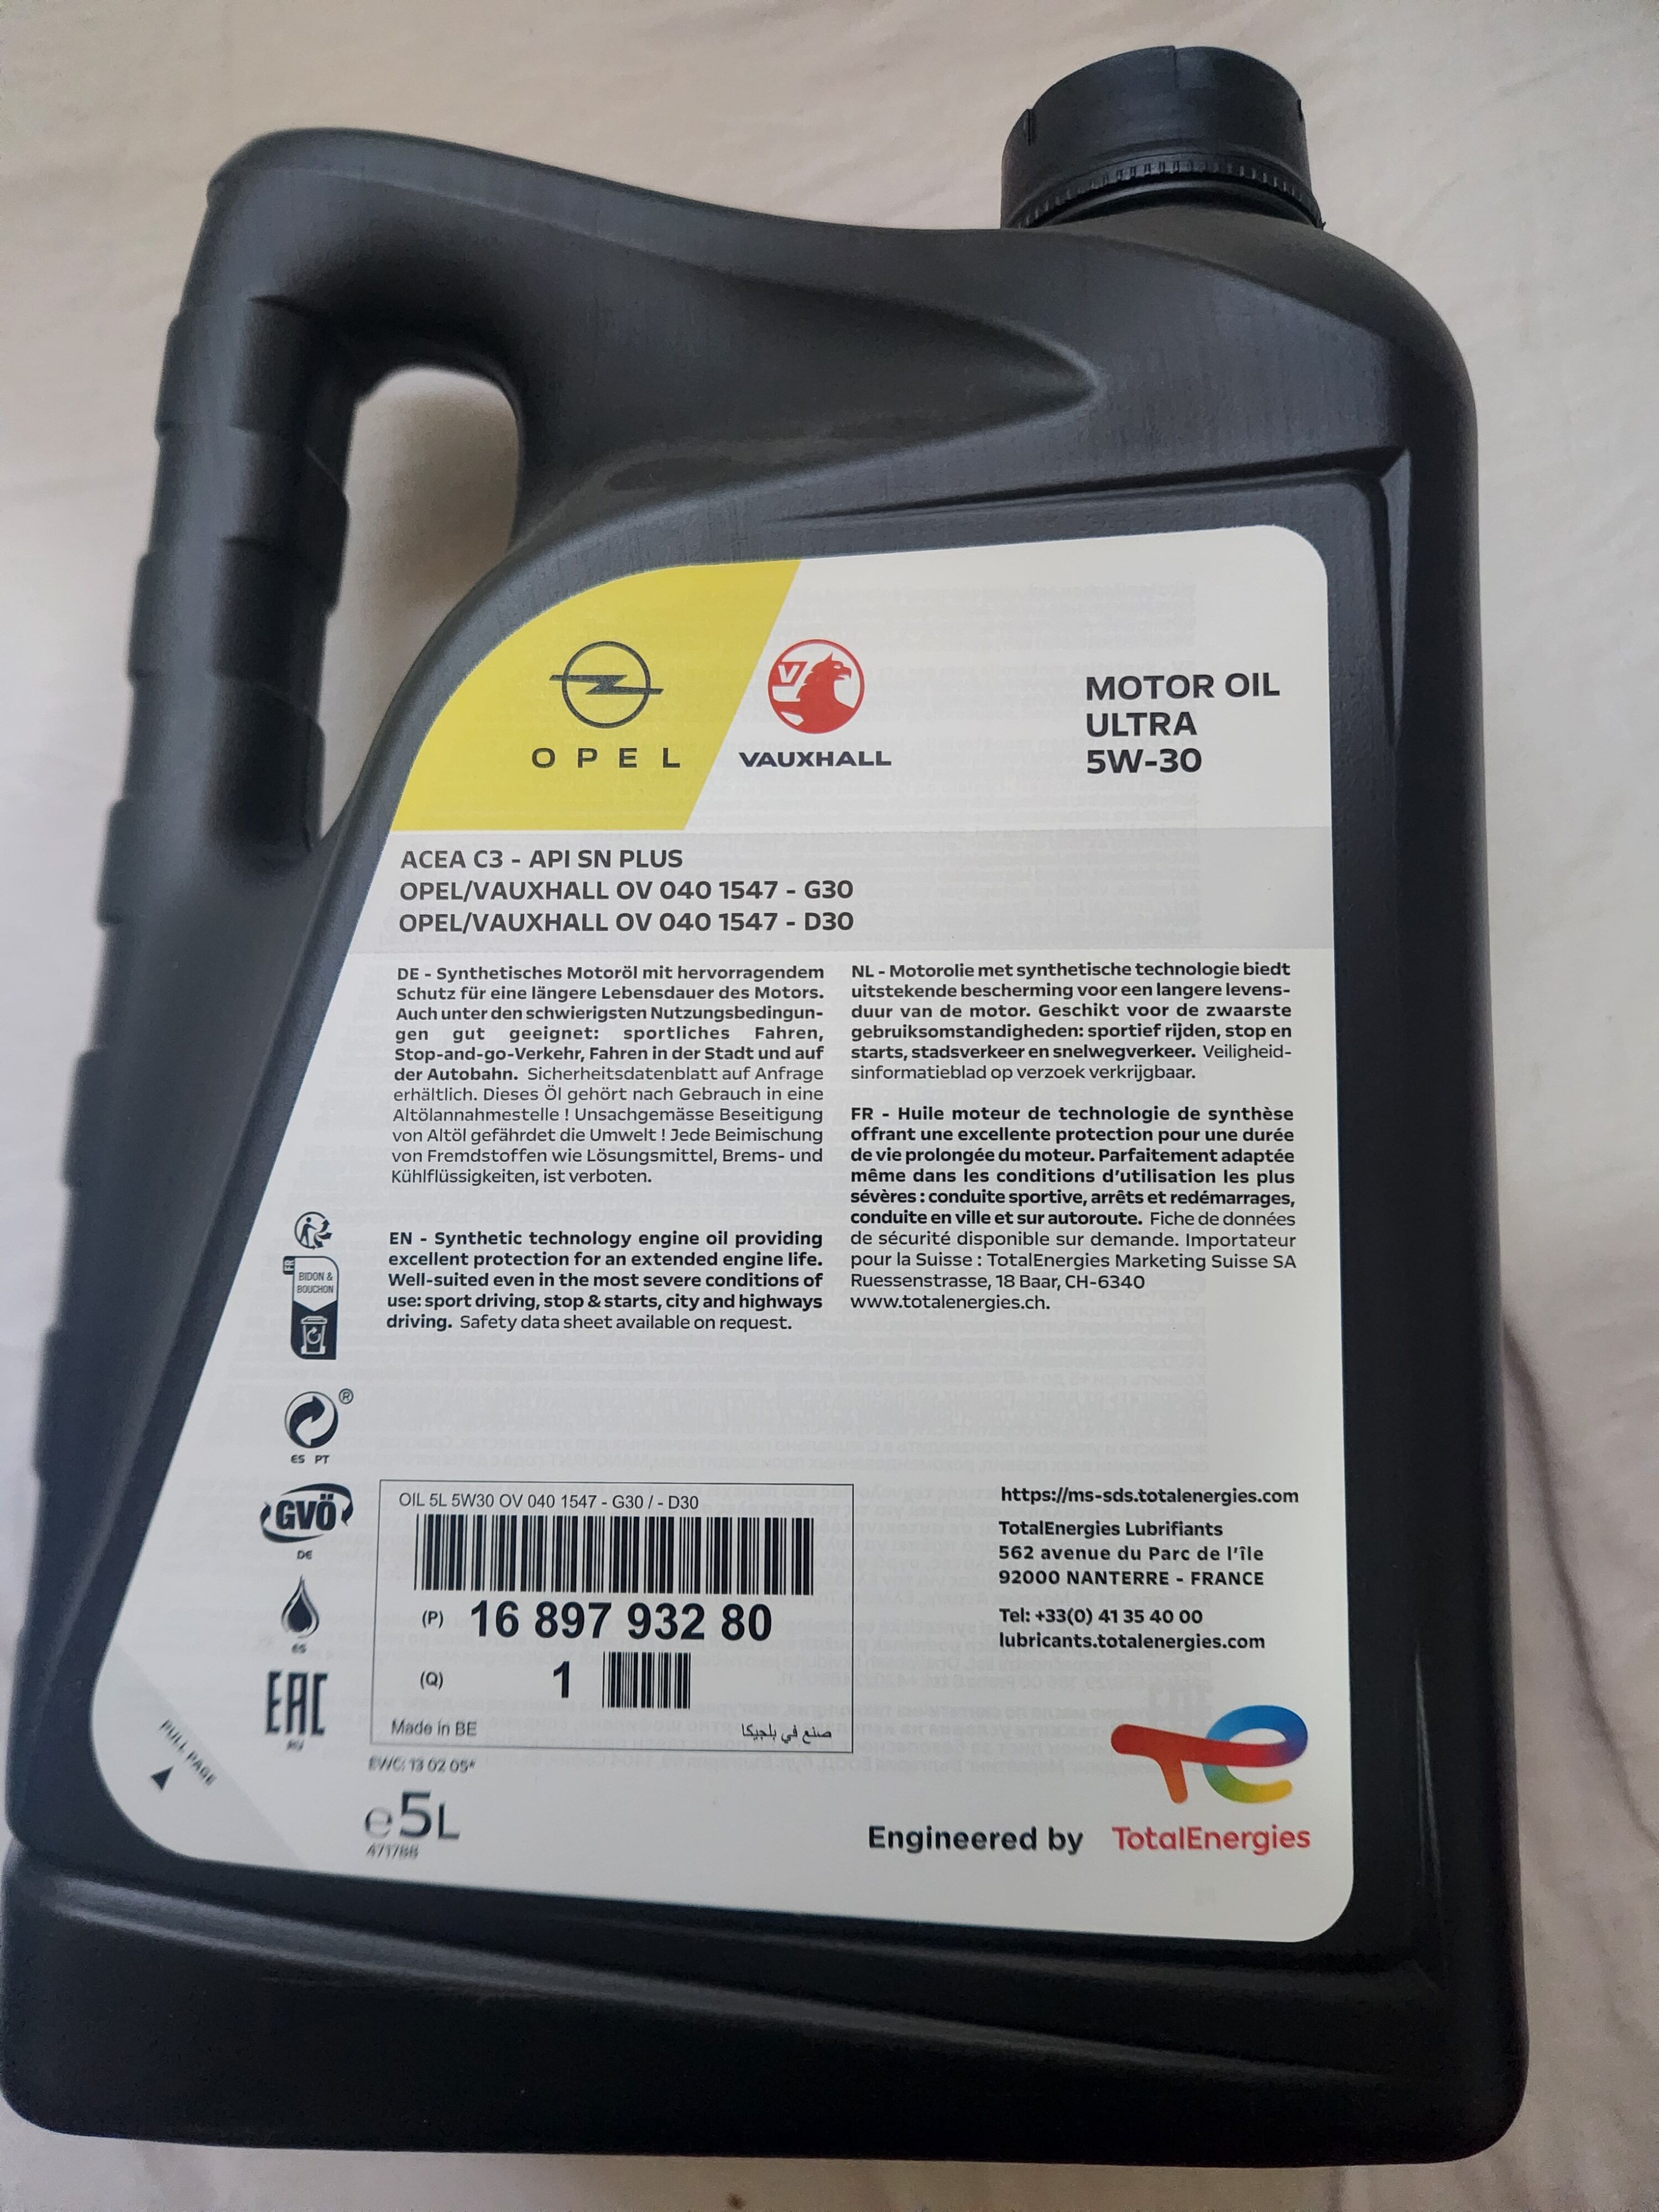 OPEL
VAUXHALL
MOTOR OIL
ULTRA
5W-30
ACEA C3 - API SN PLUS
OPEL/VAUXHALL OV 040 1547 - G30
OPEL/VAUXHALL OV 040 1547 - D30
DE - Synthetisches Motoröl mit hervorragendem
Schutz für eine längere Lebensdauer des Motors.
Auch unter den schwierigsten Nutzungsbedingun-
gen gut geeignet: sportliches Fahren,
Stop-and-go-Verkehr, Fahren in der Stadt und auf
der Autobahn. Sicherheitsdatenblatt auf Anfrage
erhältlich. Dieses Öl gehört nach Gebrauch in eine
Altölannahmestelle ! Unsachgemässe Beseitigung
von Altöl gefährdet die Umwelt ! Jede Beimischung
von Fremdstoffen wie Lösungsmittel, Brems- und
Kühlflüssigkeiten, ist verboten.
EN - Synthetic technology engine oil providing
excellent protection for an extended engine life.
Well-suited even in the most severe conditions of
use: sport driving, stop & starts, city and highways
driving. Safety data sheet available on request.
NL - Motorolie met synthetische technologie biedt
uitstekende bescherming voor een langere levens-
duur van de motor. Geschikt voor de zwaarste
gebruiksomstandigheden: sportief rijden, stop en
starts, stadsverkeer en snelwegverkeer. Veiligheid-
sinformatieblad op verzoek verkrijgbaar.
FR - Huile moteur de technologie de synthèse
offrant une excellente protection pour une durée
de vie prolongée du moteur. Parfaitement adaptée
même dans les conditions d'utilisation les plus
sévères : conduite sportive, arrêts et redémarrages,
conduite en ville et sur autoroute. Fiche de données
de sécurité disponible sur demande. Importateur
pour la Suisse : TotalEnergies Marketing Suisse SA
Ruessenstrasse, 18 Baar, CH-6340
www.totalenergies.ch.
FR
BIDON &
BOUCHON
®
ES PT
GVÖ
DE
ES
EAC
RU
PULL PAGE
OIL 5L 5W30 OV 040 1547 - G30 / - D30
(P) 16 897 932 80
(Q) 1
Made in BE
صنع في بلجيكا
EWC: 13 02 05*
e5L
471788
https://ms-sds.totalenergies.com
TotalEnergies Lubrifiants
562 avenue du Parc de l'île
92000 NANTERRE - FRANCE
Tel: +33(0) 41 35 40 00
lubricants.totalenergies.com
Engineered by TotalEnergies